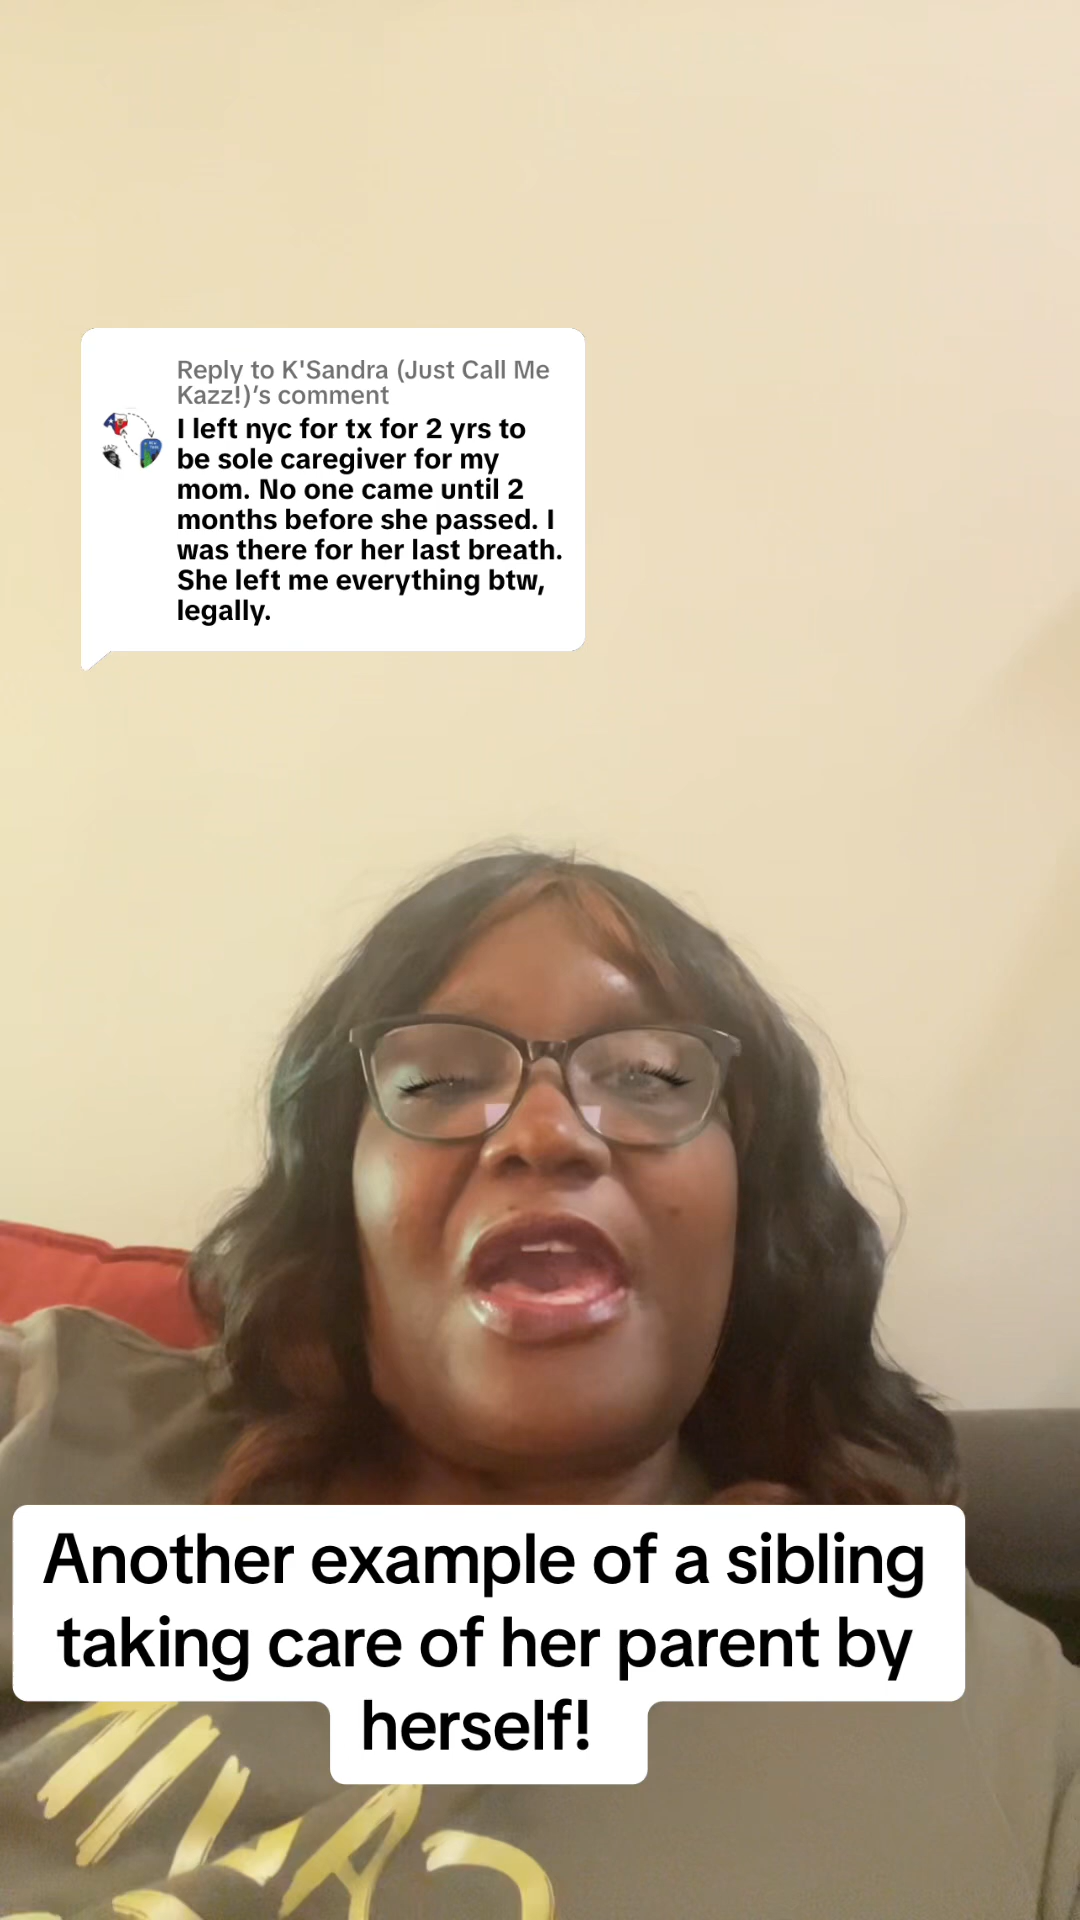 Reply to K'Sandra (Just Call Me
Kazz!)’s comment
I left nyc for tx for 2 yrs to
be sole caregiver for my
mom. No one came until 2
months before she passed. I
was there for her last breath.
She left me everything btw,
legally.
Another example of a sibling
taking care of her parent by
herself!